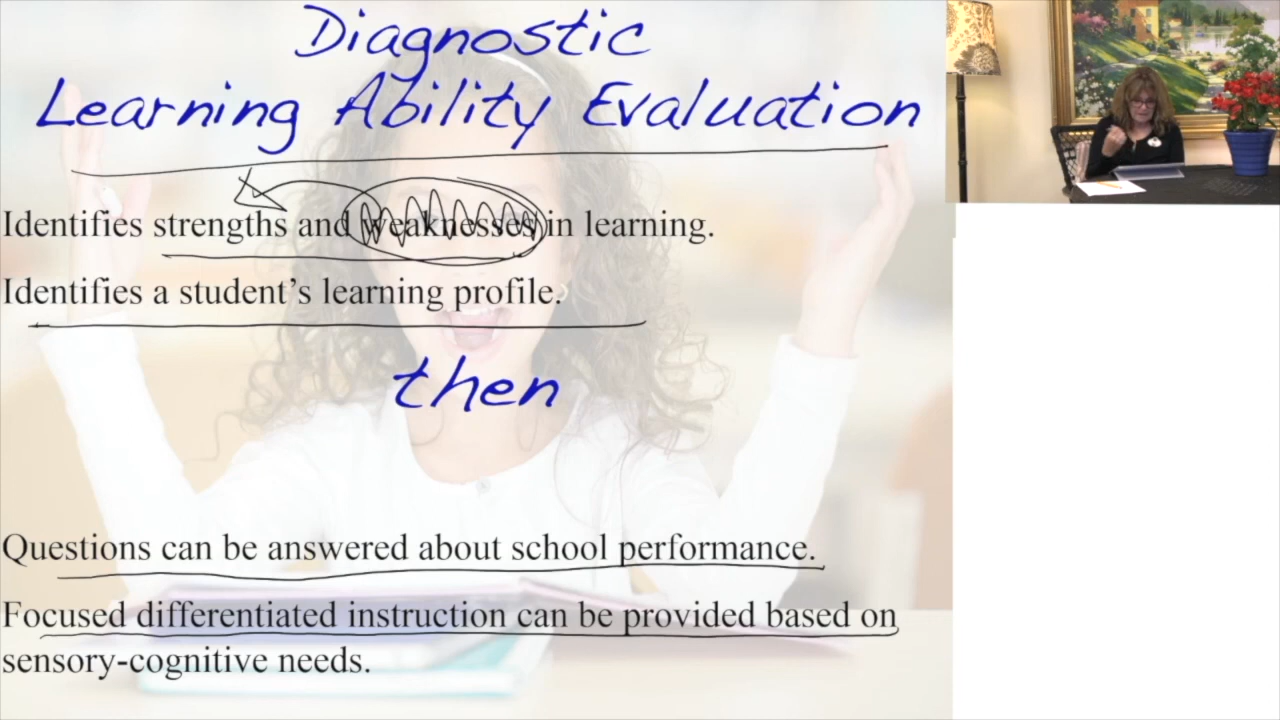 Diagnostic
Learning Ability Evaluation
Identifies strengths and weaknesses in learning.
Identifies a student’s learning profile.
then
Questions can be answered about school performance.
Focused differentiated instruction can be provided based on
sensory-cognitive needs.